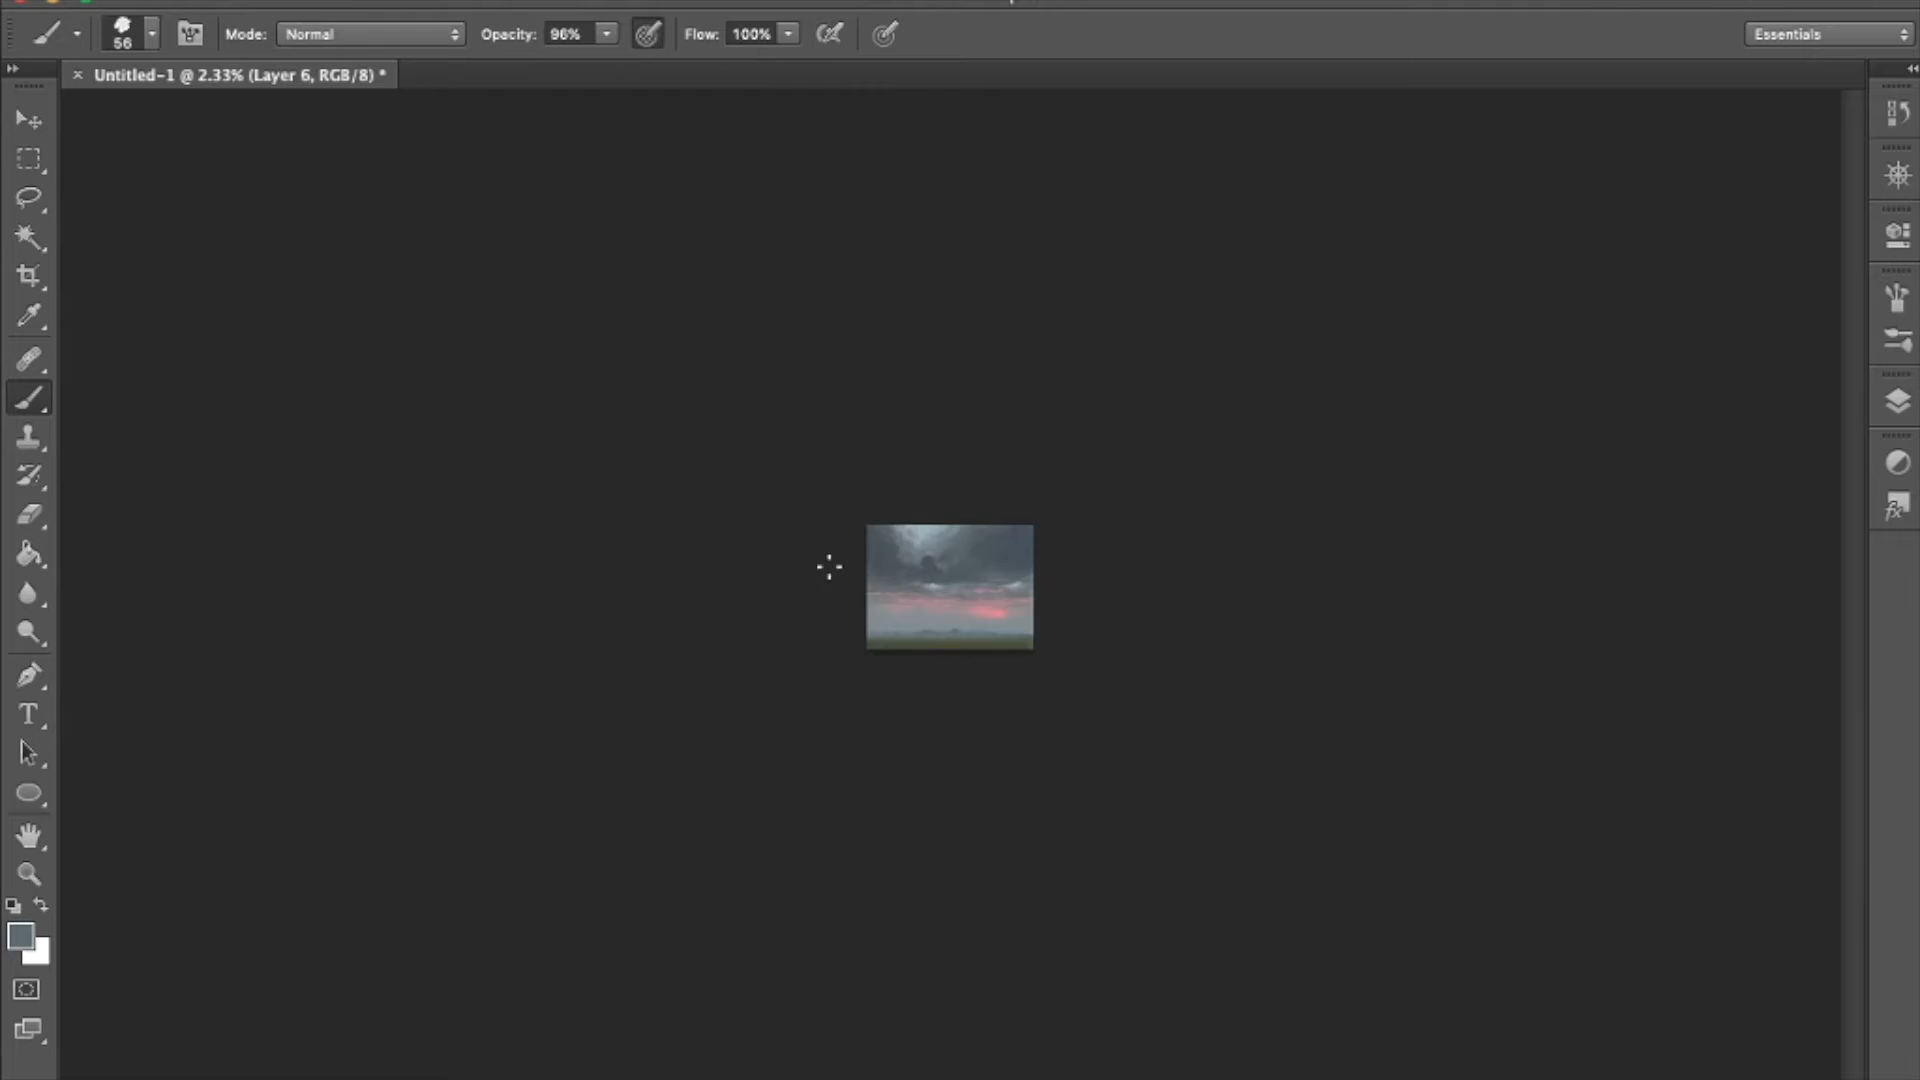 56
Mode: Normal
Opacity: 96%
Flow: 100%
Essentials
× Untitled-1 @ 2.33% (Layer 6, RGB/8) *